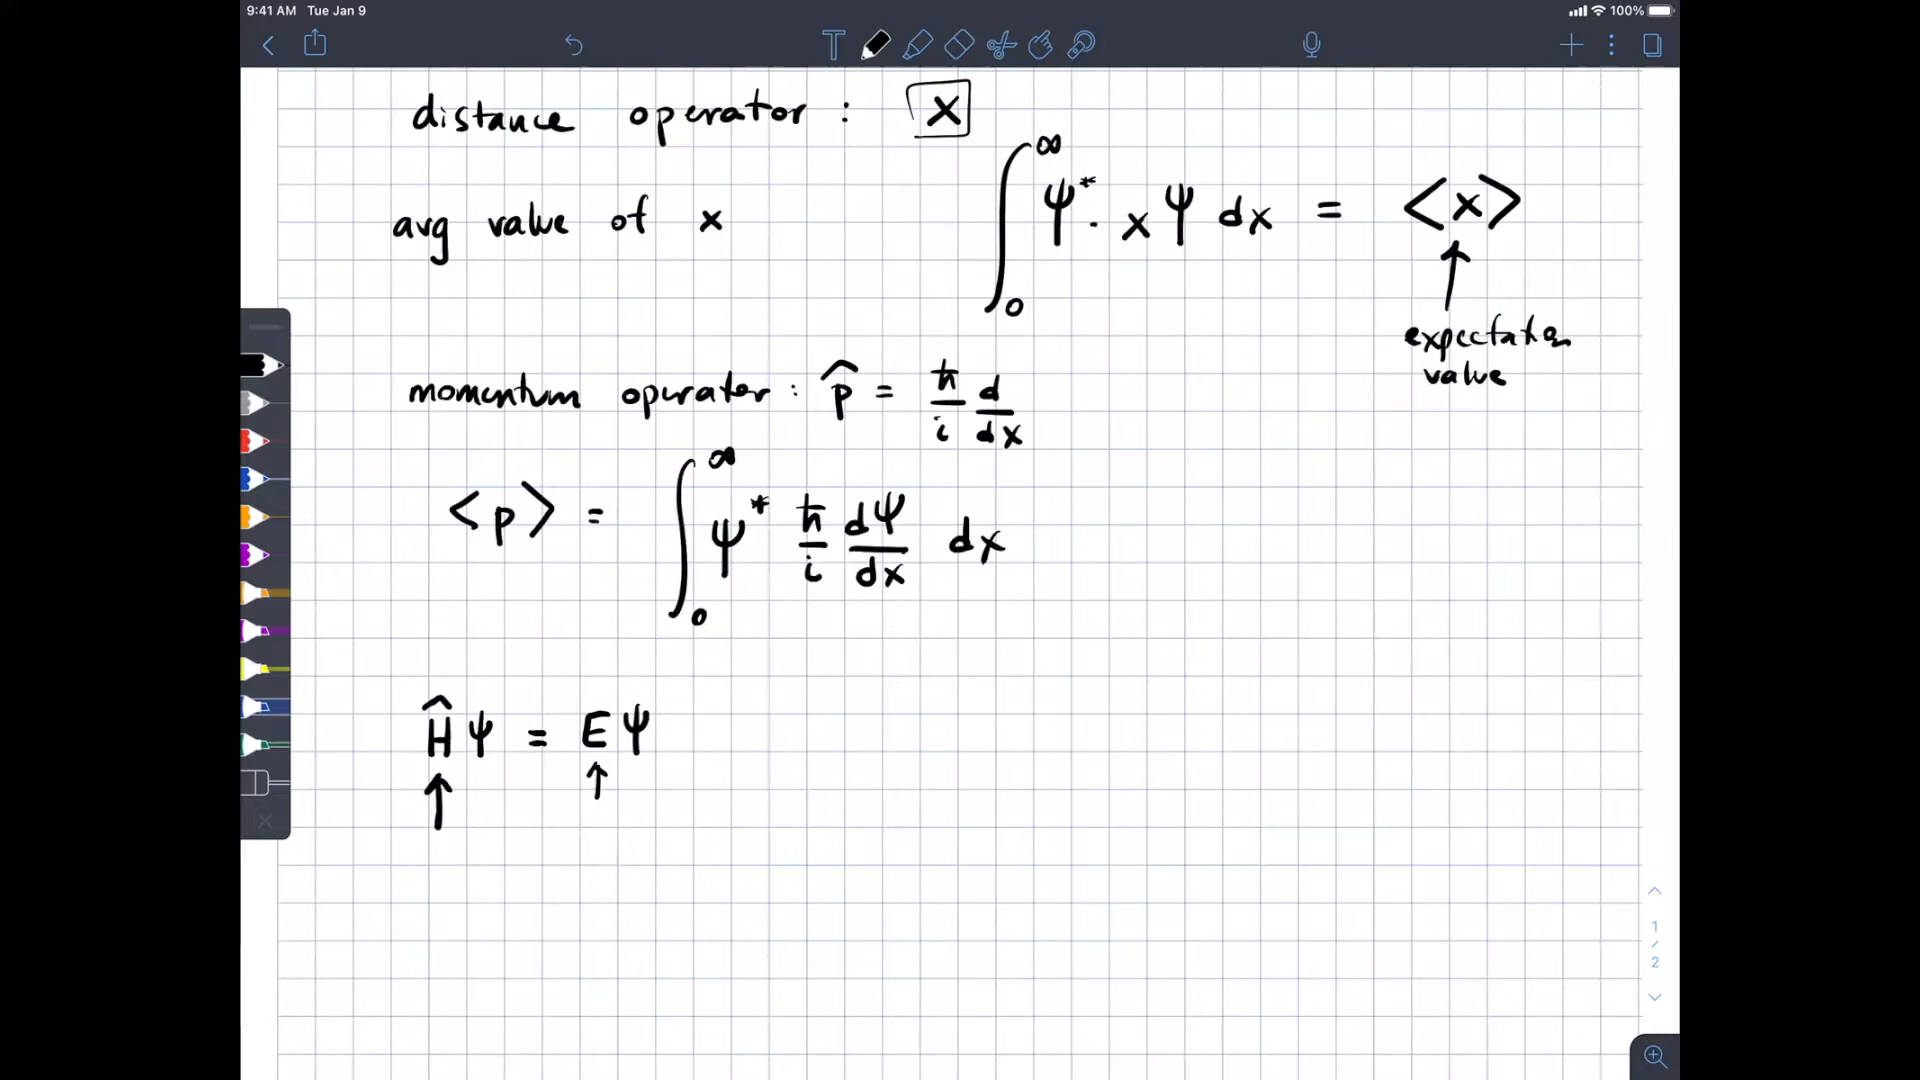 9:41 AM Tue Jan 9
100%
distance operator : x
avg value of x ∫₀^∞ ψ* · x ψ dx = <x>
↑
expectation
value
momentum operator : p̂ = ħ/i d/dx
<p> = ∫₀^∞ ψ* ħ/i dψ/dx dx
Ĥ ψ = E ψ
↑ ↑
1
/
2